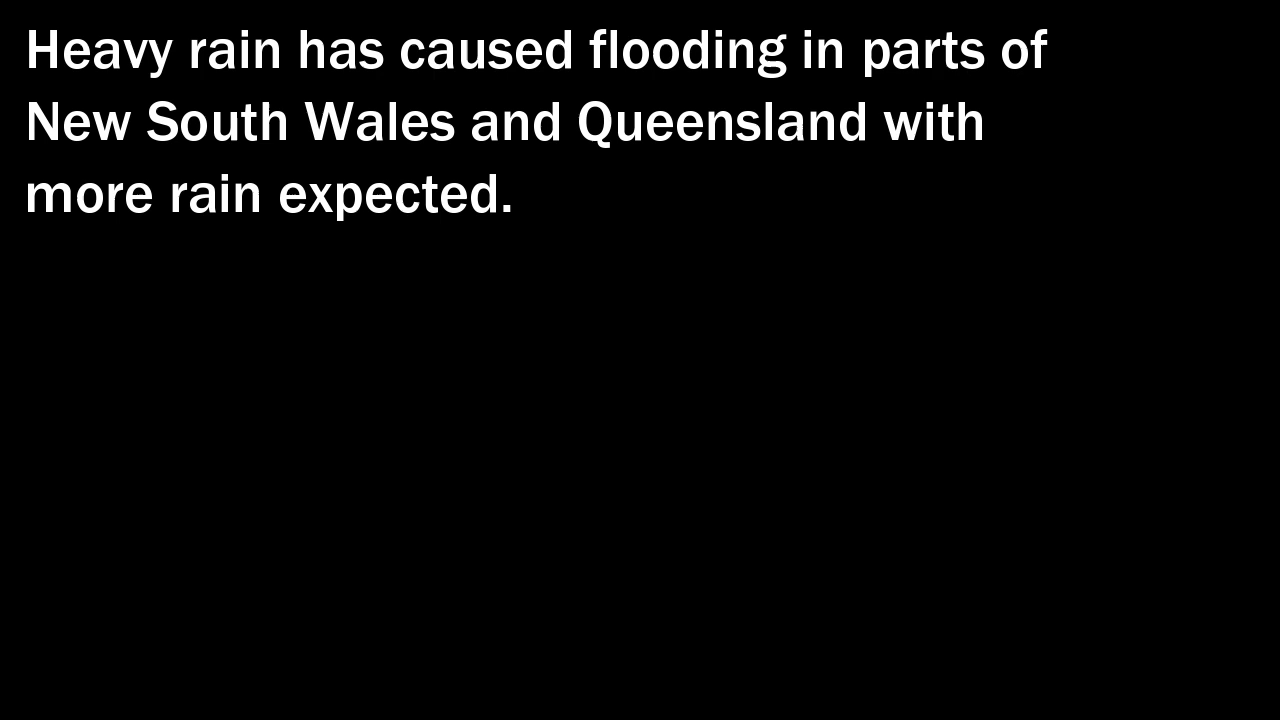 Heavy rain has caused flooding in parts of
New South Wales and Queensland with
more rain expected.